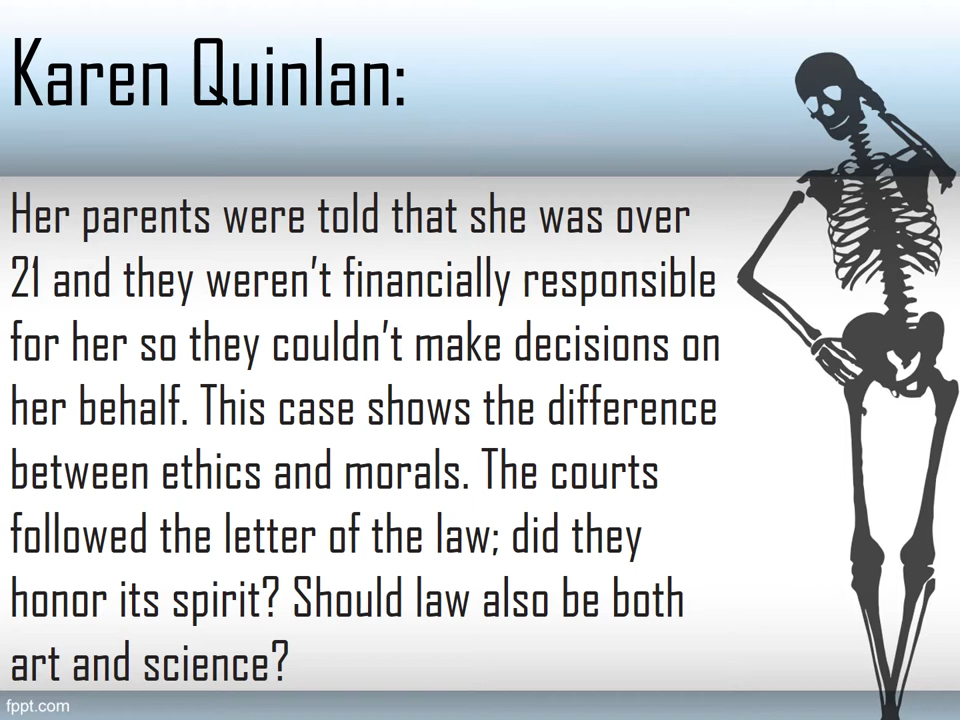 Karen Quinlan:
Her parents were told that she was over
21 and they weren't financially responsible
for her so they couldn't make decisions on
her behalf. This case shows the difference
between ethics and morals. The courts
followed the letter of the law; did they
honor its spirit? Should law also be both
art and science?
fppt.com